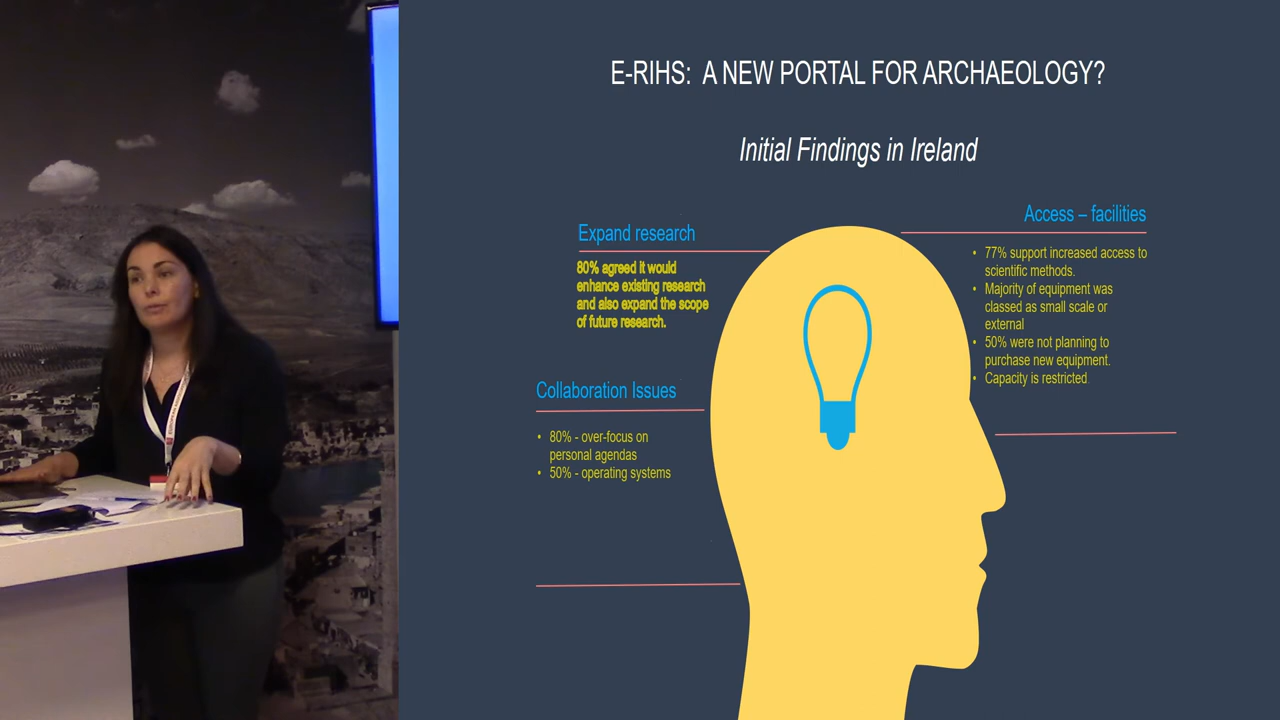 E-RIHS: A NEW PORTAL FOR ARCHAEOLOGY?
Initial Findings in Ireland
Expand research
80% agreed it would
enhance existing research
and also expand the scope
of future research.
Collaboration Issues
• 80% - over-focus on
personal agendas
• 50% - operating systems
Access – facilities
• 77% support increased access to
scientific methods.
• Majority of equipment was
classed as small scale or
external
• 50% were not planning to
purchase new equipment.
• Capacity is restricted.